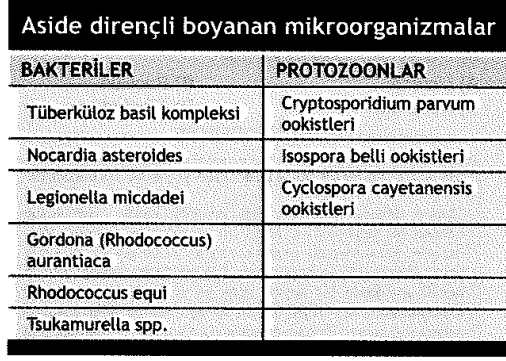 Aside dirençli boyanan mikroorganizmalar
BAKTERİLER
PROTOZOONLAR
Tüberküloz basil kompleksi
Cryptosporidium parvum
ookistleri
Nocardia asteroides
Isospora belli ookistleri
Legionella micdadei
Cyclospora cayetanensis
ookistleri
Gordona (Rhodococcus)
aurantiaca
Rhodococcus equi
Tsukamurella spp.